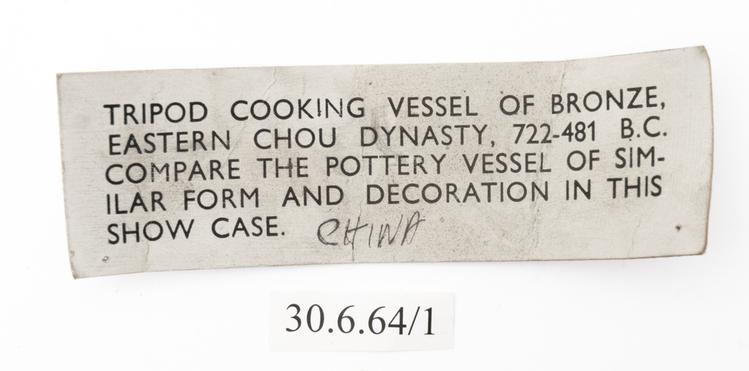 TRIPOD COOKING VESSEL OF BRONZE,
EASTERN CHOU DYNASTY, 722-481 B.C.
COMPARE THE POTTERY VESSEL OF SIM-
ILAR FORM AND DECORATION IN THIS
SHOW CASE. CHINA
30.6.64/1